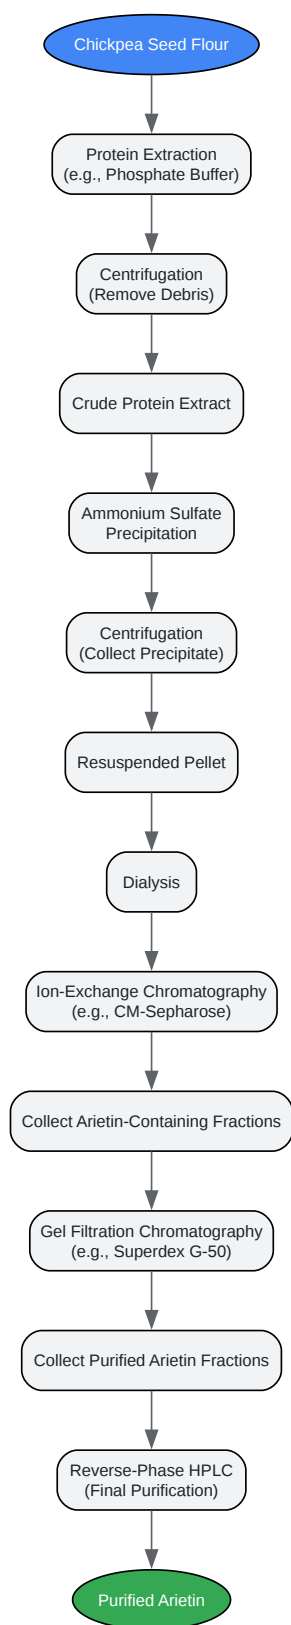 Chickpea Seed Flour
Protein Extraction
(e.g., Phosphate Buffer)
Centrifugation
(Remove Debris)
Crude Protein Extract
Ammonium Sulfate
Precipitation
Centrifugation
(Collect Precipitate)
Resuspended Pellet
Dialysis
Ion-Exchange Chromatography
(e.g., CM-Sepharose)
Collect Arietin-Containing Fractions
Gel Filtration Chromatography
(e.g., Superdex G-50)
Collect Purified Arietin Fractions
Reverse-Phase HPLC
(Final Purification)
Purified Arietin